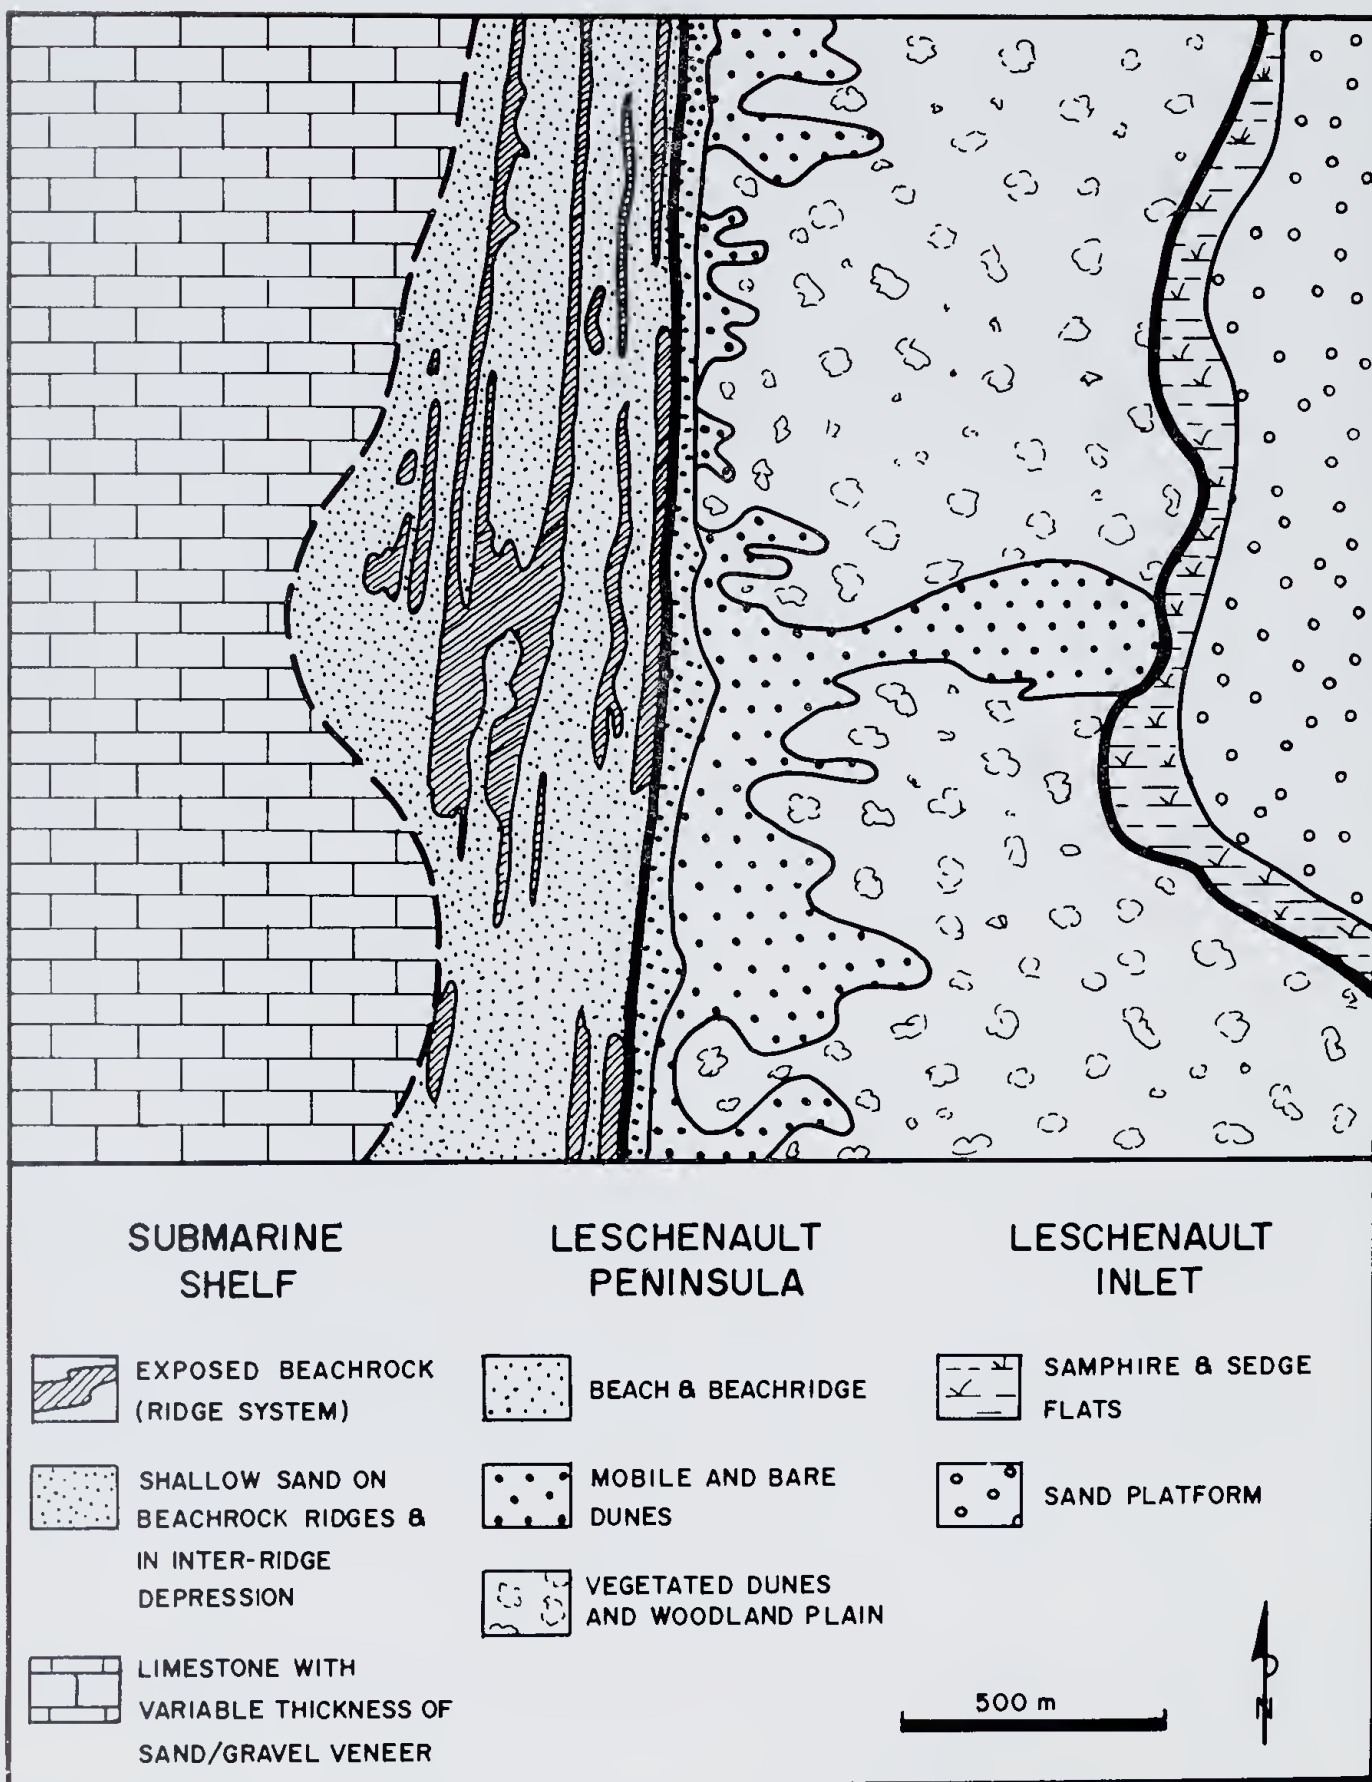 SUBMARINE
SHELF
EXPOSED BEACHROCK
(RIDGE SYSTEM)
SHALLOW SAND ON
BEACHROCK RIDGES &
IN INTER-RIDGE
DEPRESSION
LIMESTONE WITH
VARIABLE THICKNESS OF
SAND/GRAVEL VENEER
LESCHENAULT
PENINSULA
BEACH & BEACHRIDGE
MOBILE AND BARE
DUNES
VEGETATED DUNES
AND WOODLAND PLAIN
LESCHENAULT
INLET
SAMPHIRE & SEDGE
FLATS
SAND PLATFORM
500 m
N